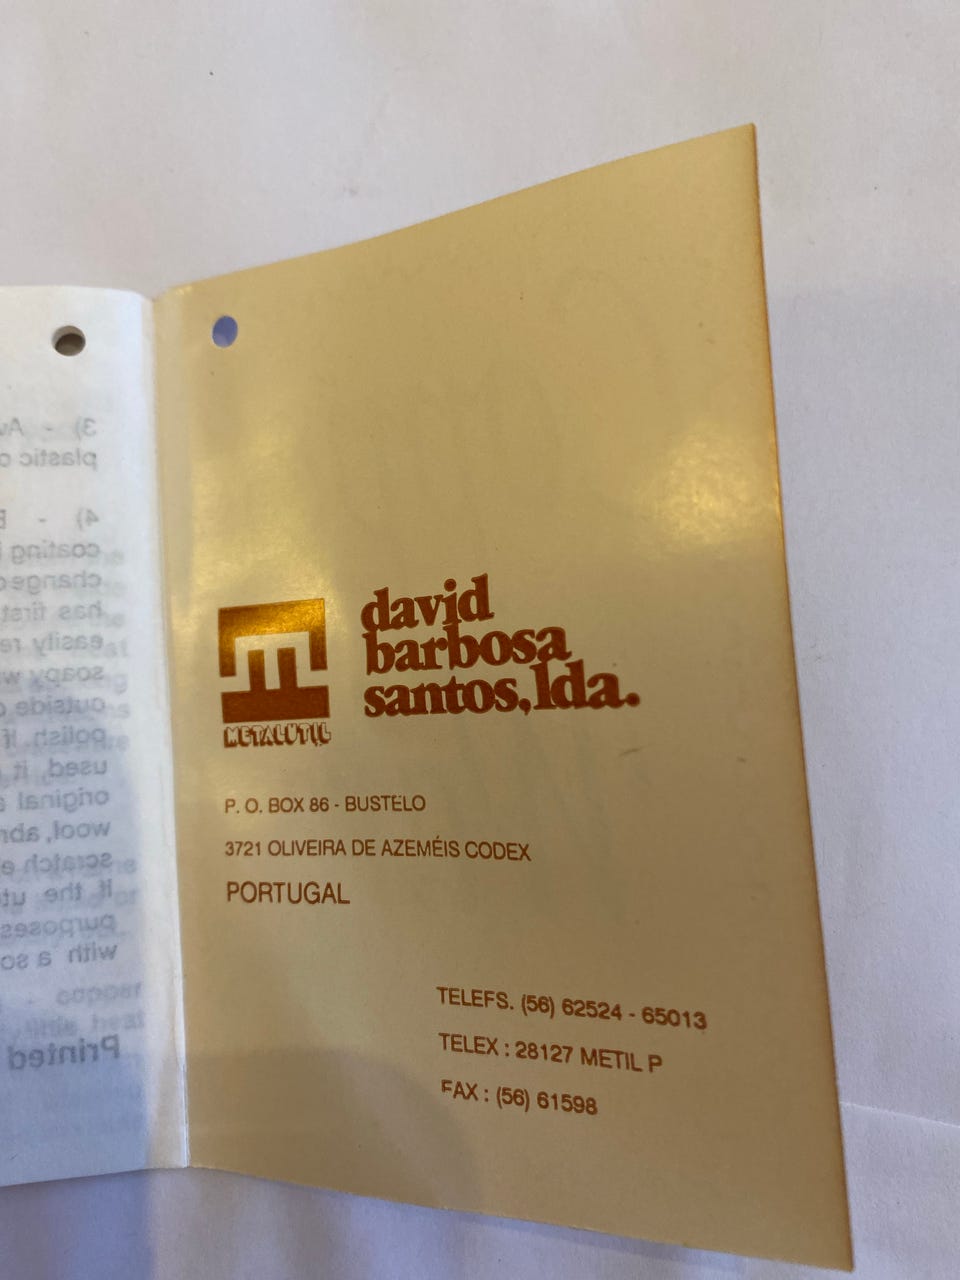 3) -
plastic
4) -
coating
change
has first
easily
soapy
outside
polish. If
used, it
original
wool,
scratch
If the
purposes
with a
Printed
david
barbosa
santos, lda.
METALUTIL
P. O. BOX 86 - BUSTELO
3721 OLIVEIRA DE AZEMÉIS CODEX
PORTUGAL
TELEFS. (56) 62524 - 65013
TELEX : 28127 METIL P
FAX : (56) 61598